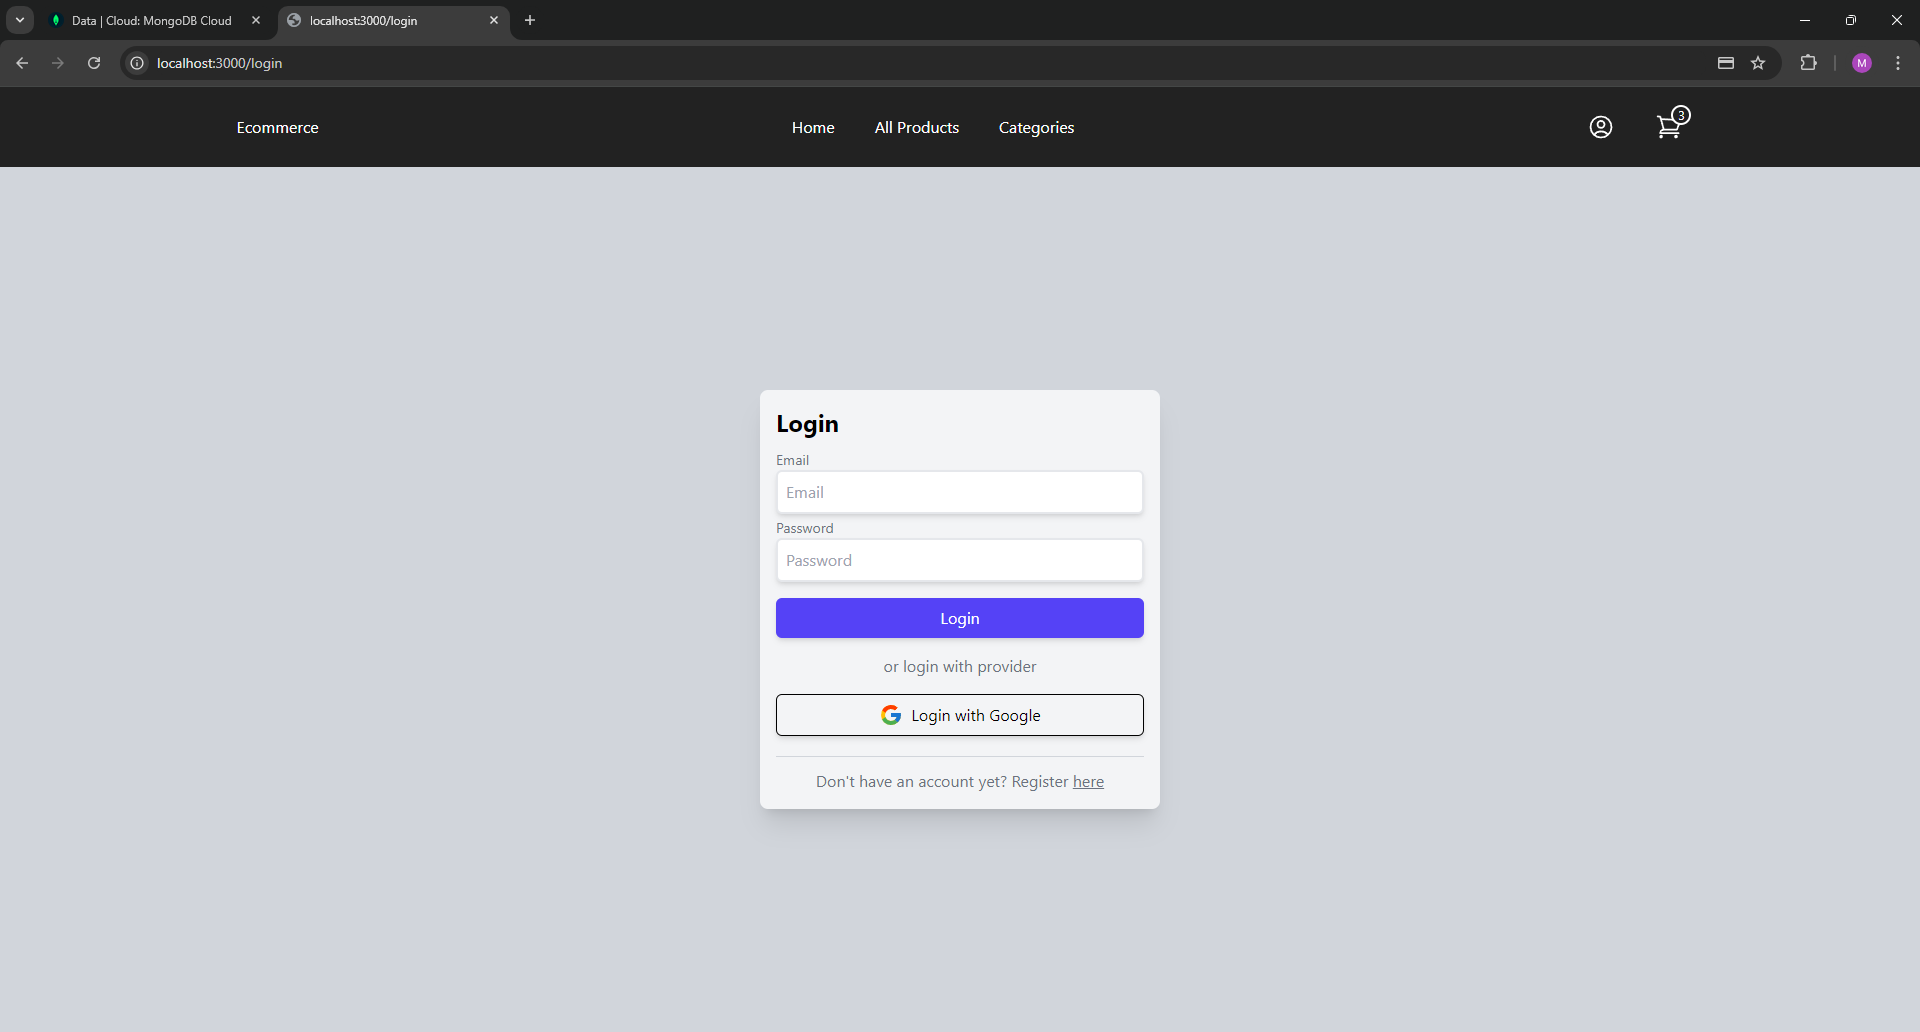 Data | Cloud: MongoDB Cloud
localhost:3000/login
localhost:3000/login
M
Ecommerce
Home
All Products
Categories
3
Login
Email
Email
Password
Password
Login
or login with provider
Login with Google
Don't have an account yet? Register here